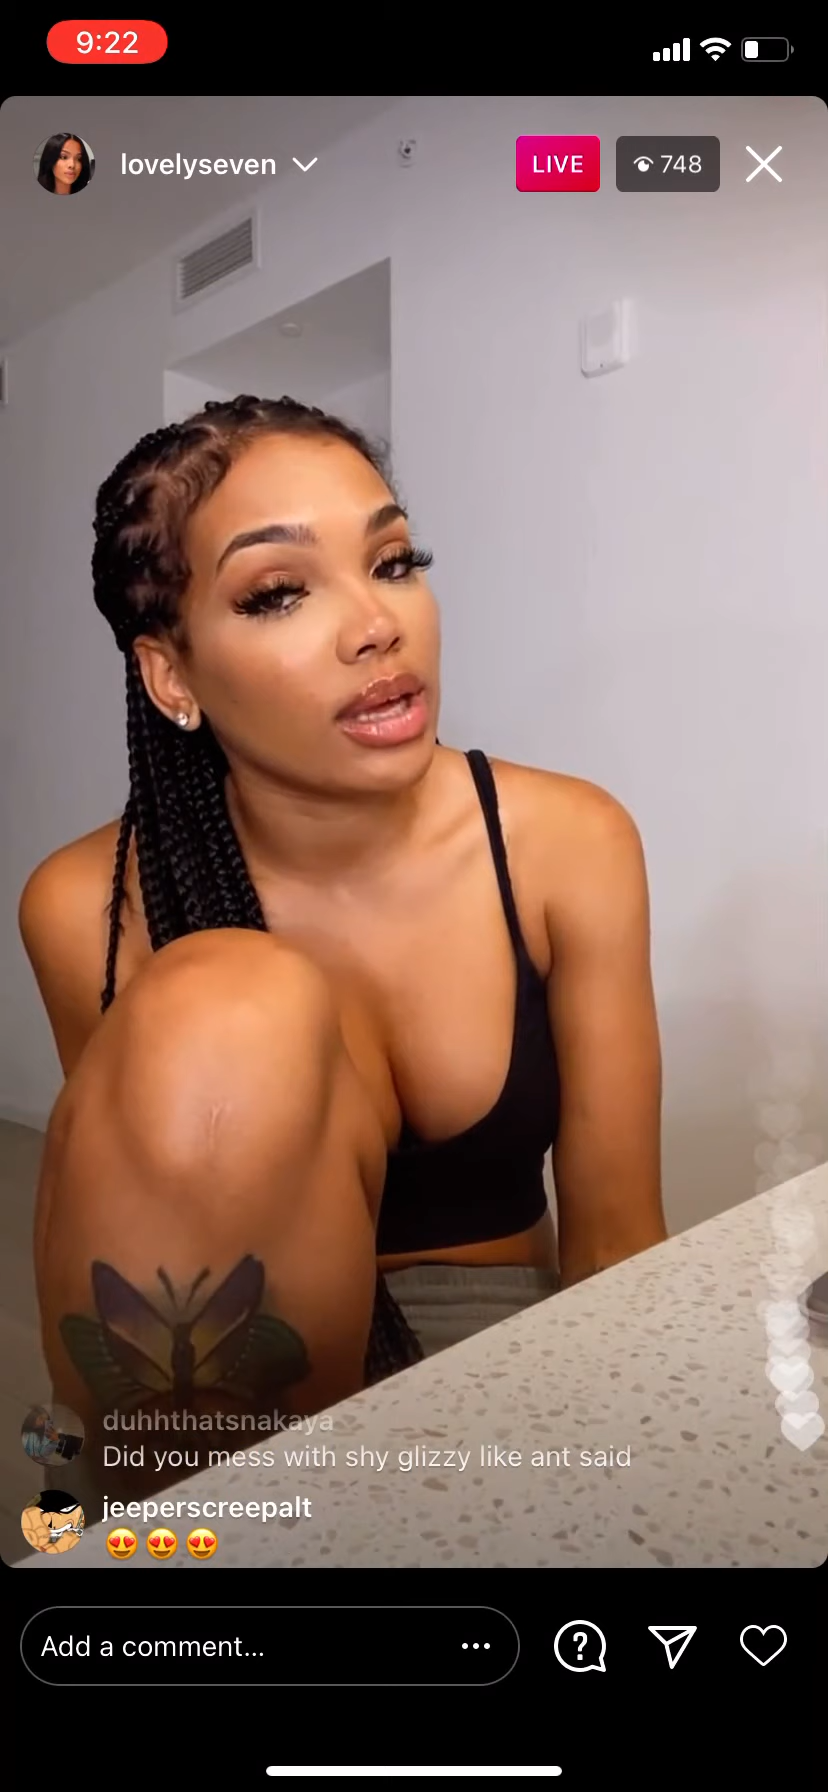 9:22
lovelyseven
LIVE
748
duhhthatsnakaya
Did you mess with shy glizzy like ant said
jeeperscreepalt
😍😍😍
Add a comment...